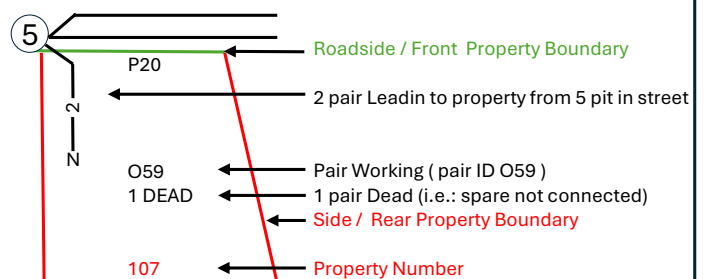 5
Roadside / Front Property Boundary
P20
2 pair Leadin to property from 5 pit in street
2
Z
O59
Pair Working ( pair ID O59 )
1 DEAD
1 pair Dead (i.e.: spare not connected)
Side / Rear Property Boundary
107
Property Number